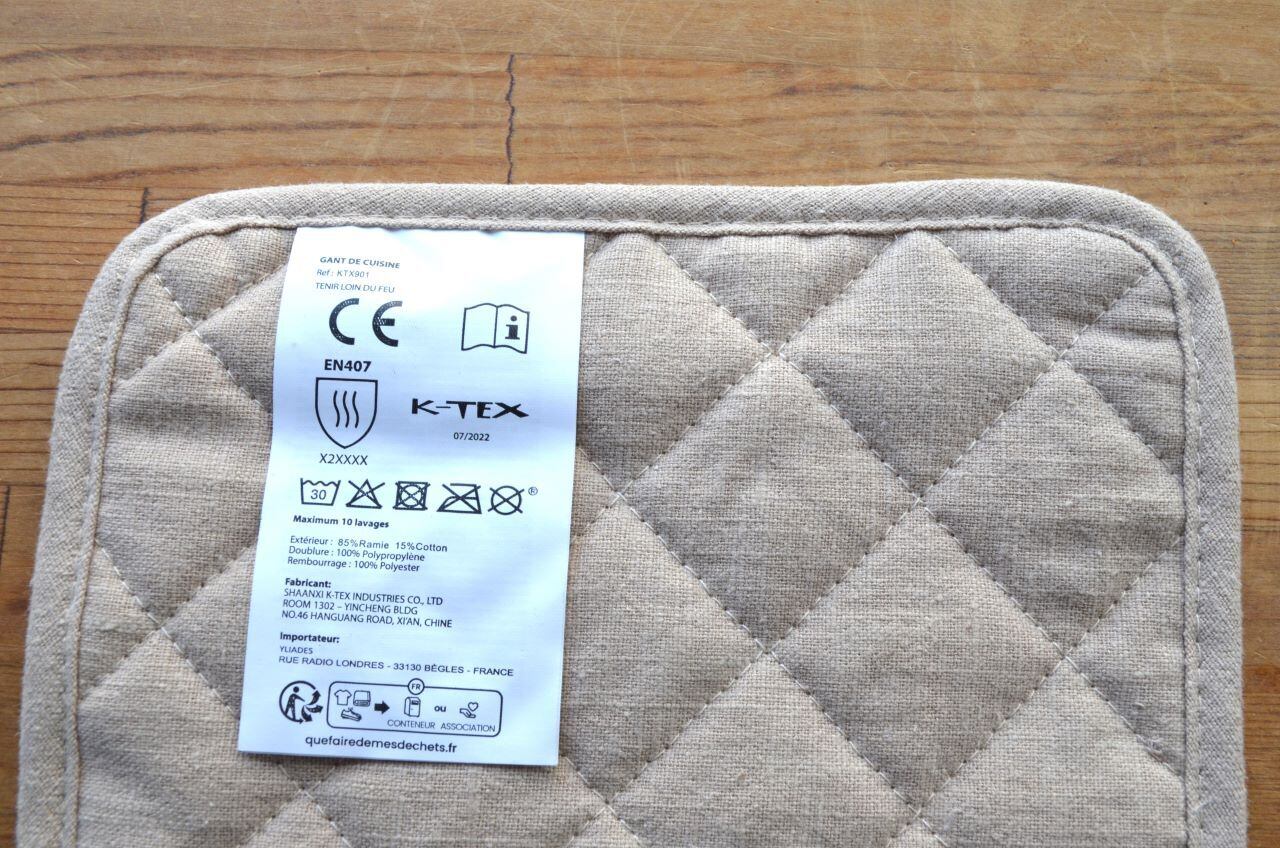 GANT DE CUISINE
Ref: KTX901
TENIR LOIN DU FEU
CE
i
EN407
K-TEX
07/2022
X2XXXX
30
®
Maximum 10 lavages
Extérieur : 85%Ramie 15%Cotton
Doublure : 100% Polypropylène
Rembourrage : 100% Polyester
Fabricant:
SHAANXI K-TEX INDUSTRIES CO., LTD
ROOM 1302 – YINCHENG BLDG
NO.46 HANGUANG ROAD, XI'AN, CHINE
Importateur:
YLIADES
RUE RADIO LONDRES - 33130 BÈGLES - FRANCE
FR
ou
CONTENEUR ASSOCIATION
quefairedemesdechets.fr